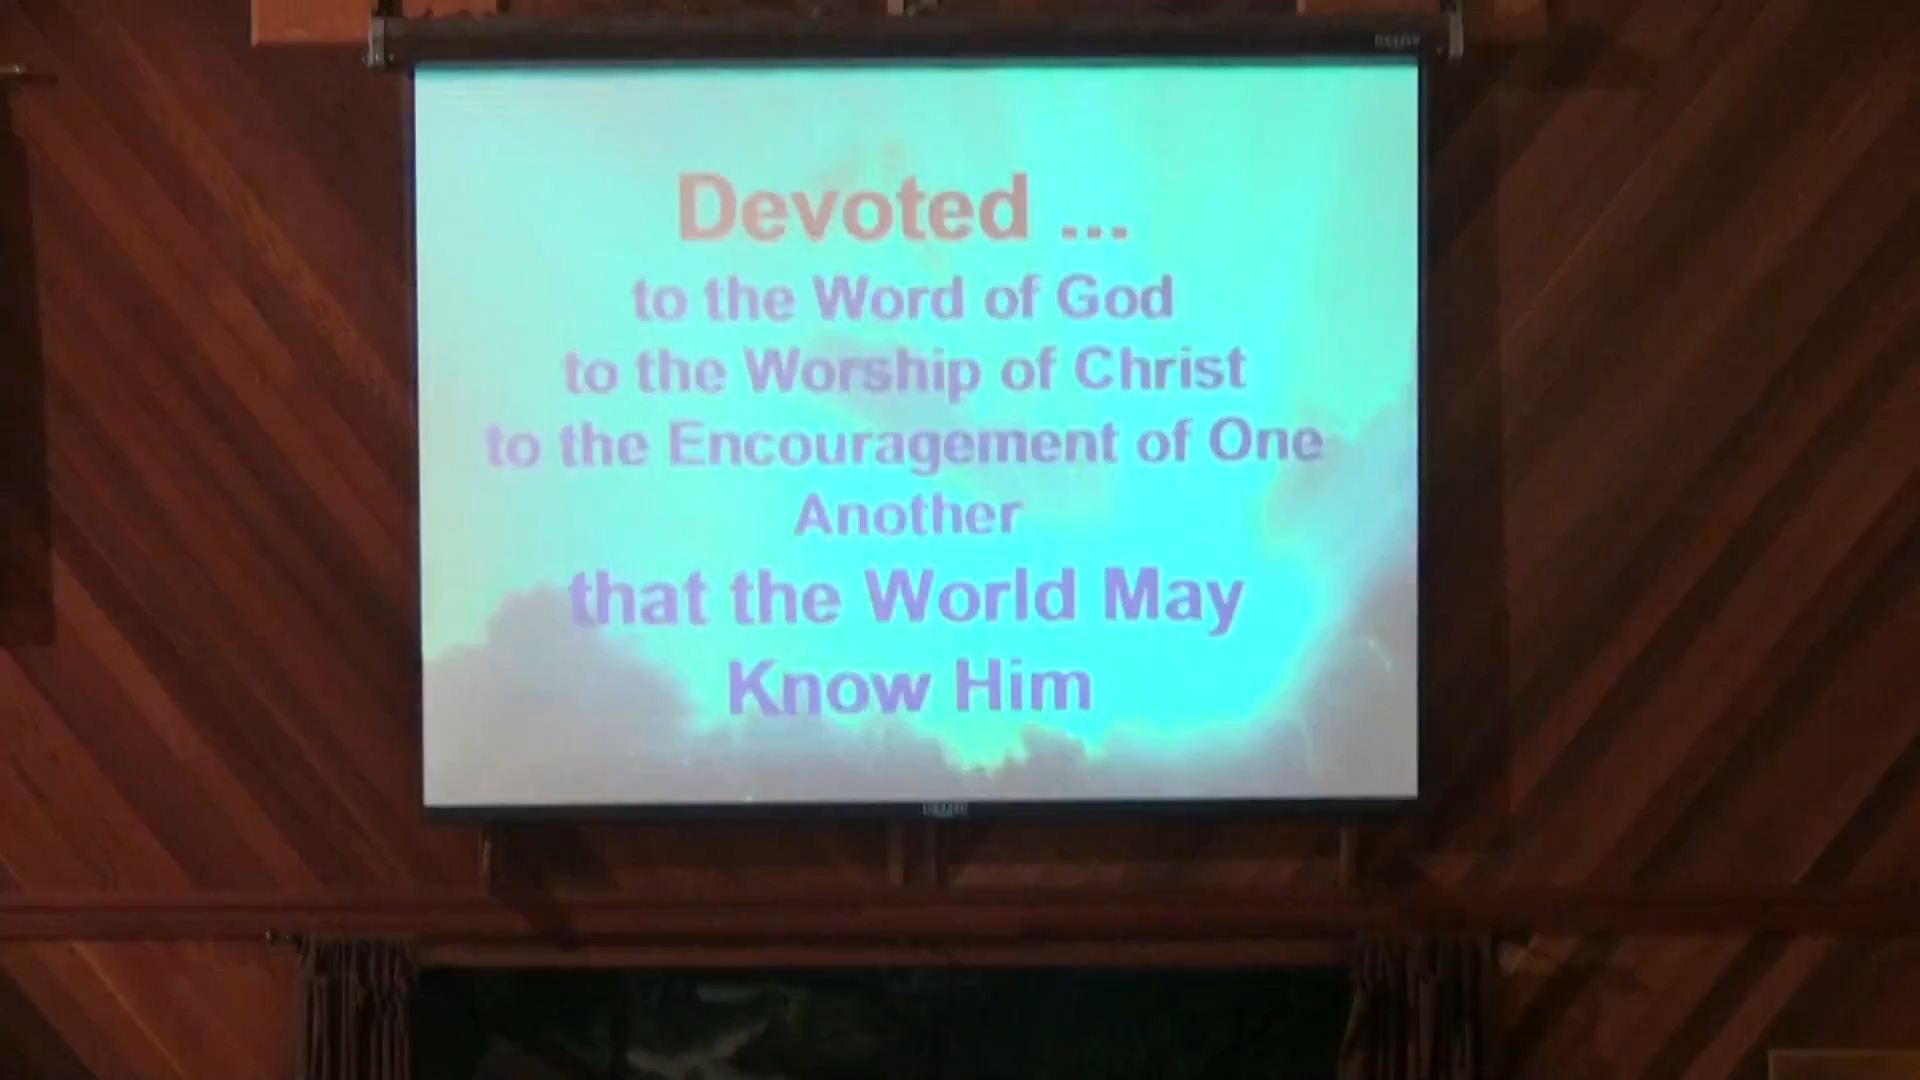 Devoted ...
to the Word of God
to the Worship of Christ
to the Encouragement of One
Another
that the World May
Know Him